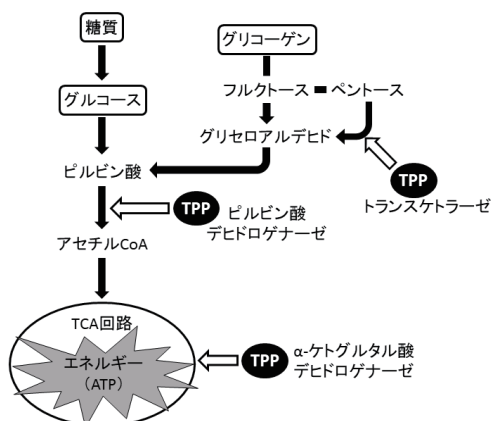 糖質
グリコーゲン
グルコース
フルクトース
ペントース
グリセロアルデヒド
ピルビン酸
TPP
トランスケトラーゼ
TPP
ピルビン酸
デヒドロゲナーゼ
アセチルCoA
TCA回路
エネルギー
（ATP）
TPP
α-ケトグルタル酸
デヒドロゲナーゼ